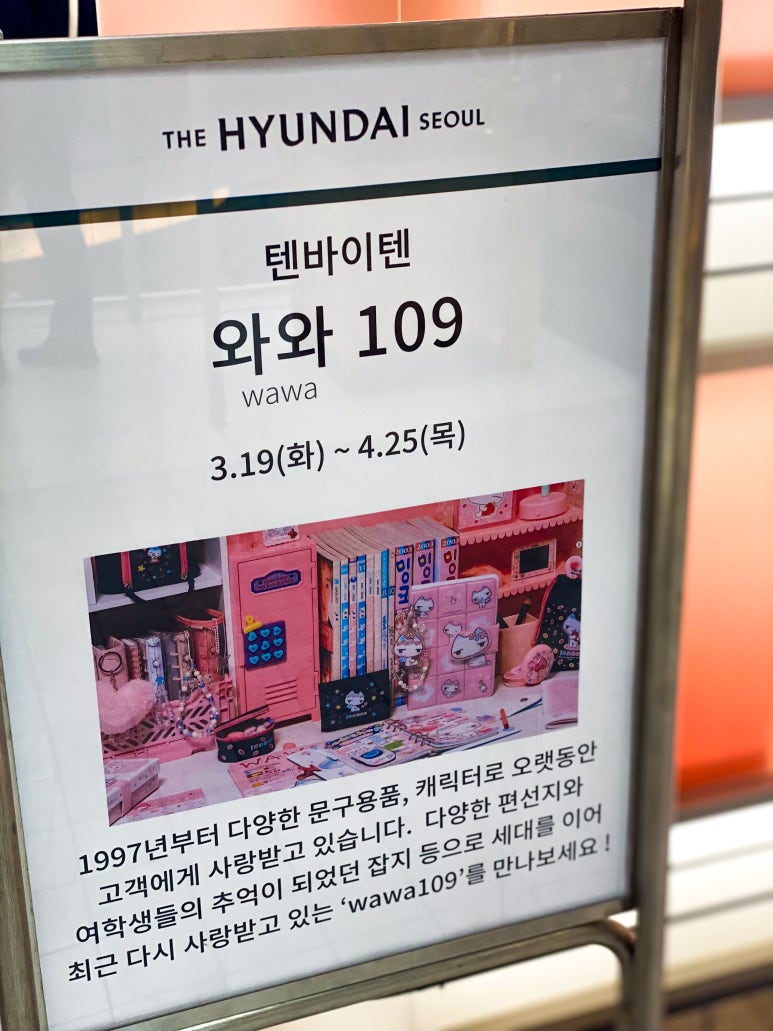 THE HYUNDAI SEOUL
텐바이텐
와와 109
wawa
3.19(화) ~ 4.25(목)
2003
2003
2003
1997년부터 다양한 문구용품, 캐릭터로 오랫동안
고객에게 사랑받고 있습니다. 다양한 편선지와
여학생들의 추억이 되었던 잡지 등으로 세대를 이어
최근 다시 사랑받고 있는 ‘wawa109’를 만나보세요 !